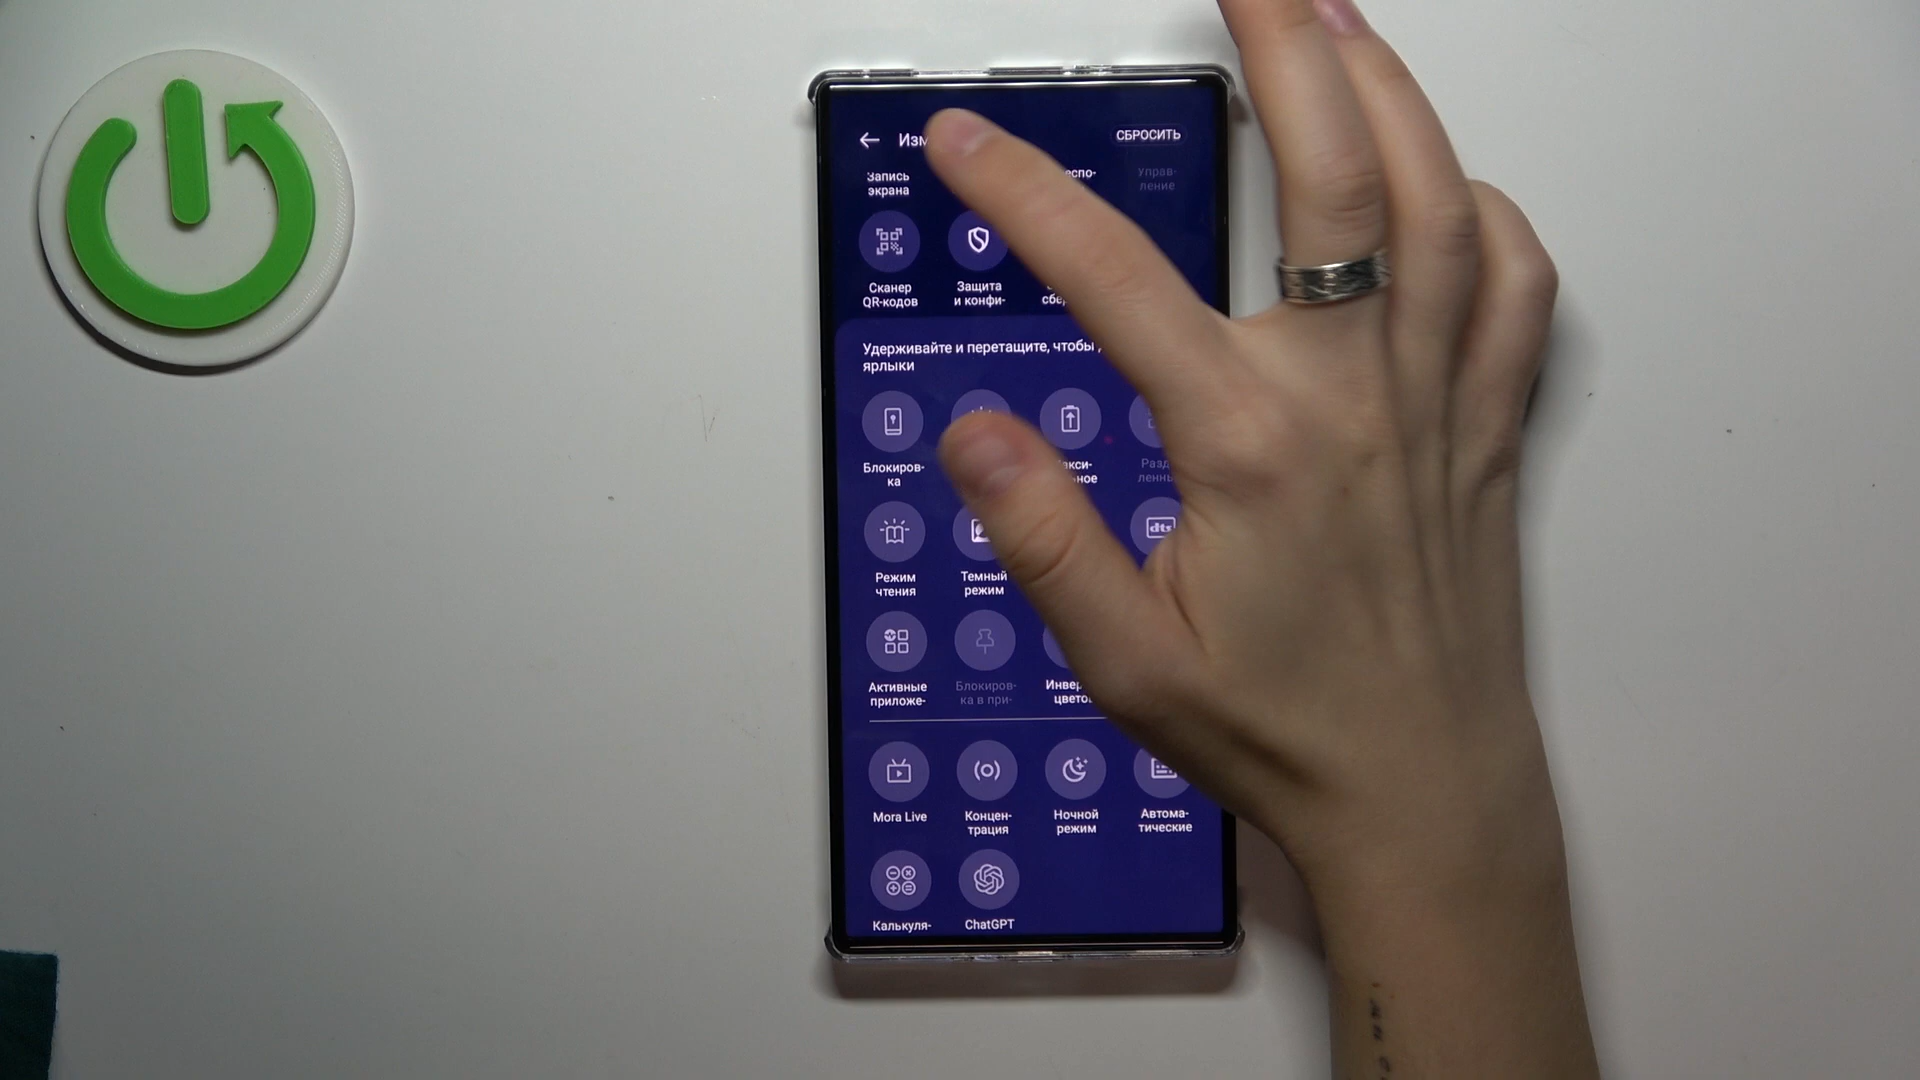 СБРОСИТЬ
Запись
экрана
Управ-
ление
Сканер
QR-кодов
Защита
и конфи-
Удерживайте и перетащите, чтобы
ярлыки
Блокиров-
ка
Режим
чтения
Темный
режим
dts
Активные
приложе-
Блокиров-
ка в при-
Mora Live
Концен-
трация
Ночной
режим
Автома-
тические
Калькуля-
ChatGPT